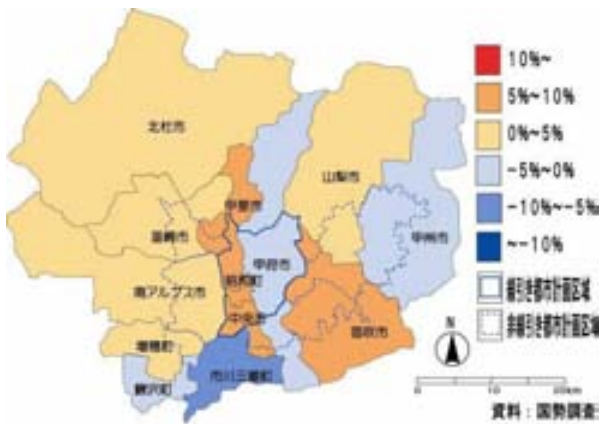 10%~
5%~10%
0%~5%
-5%~0%
-10%~-5%
~-10%
線引き都市計画区域
非線引き都市計画区域
北杜市
山梨市
甲斐市
韮崎市
甲州市
甲府市
昭和町
南アルプス市
中央市
笛吹市
増穂町
市川三郷町
鰍沢町
N
0
10
20km
資料：国勢調査